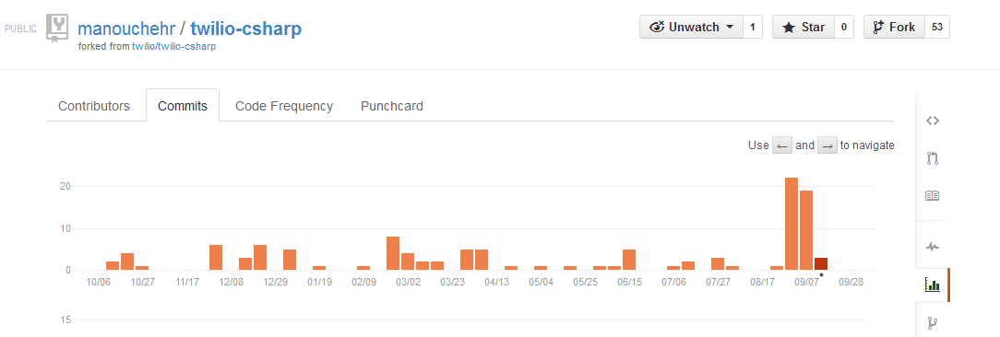 PUBLIC
manouchehr / twilio-csharp
forked from twilio/twilio-csharp
Unwatch 1 Star 0 Fork 53
Contributors Commits Code Frequency Punchcard
Use ← and → to navigate
20
10
0
10/06 10/27 11/17 12/08 12/29 01/19 02/09 03/02 03/23 04/13 05/04 05/25 06/15 07/06 07/27 08/17 09/07 09/28
15